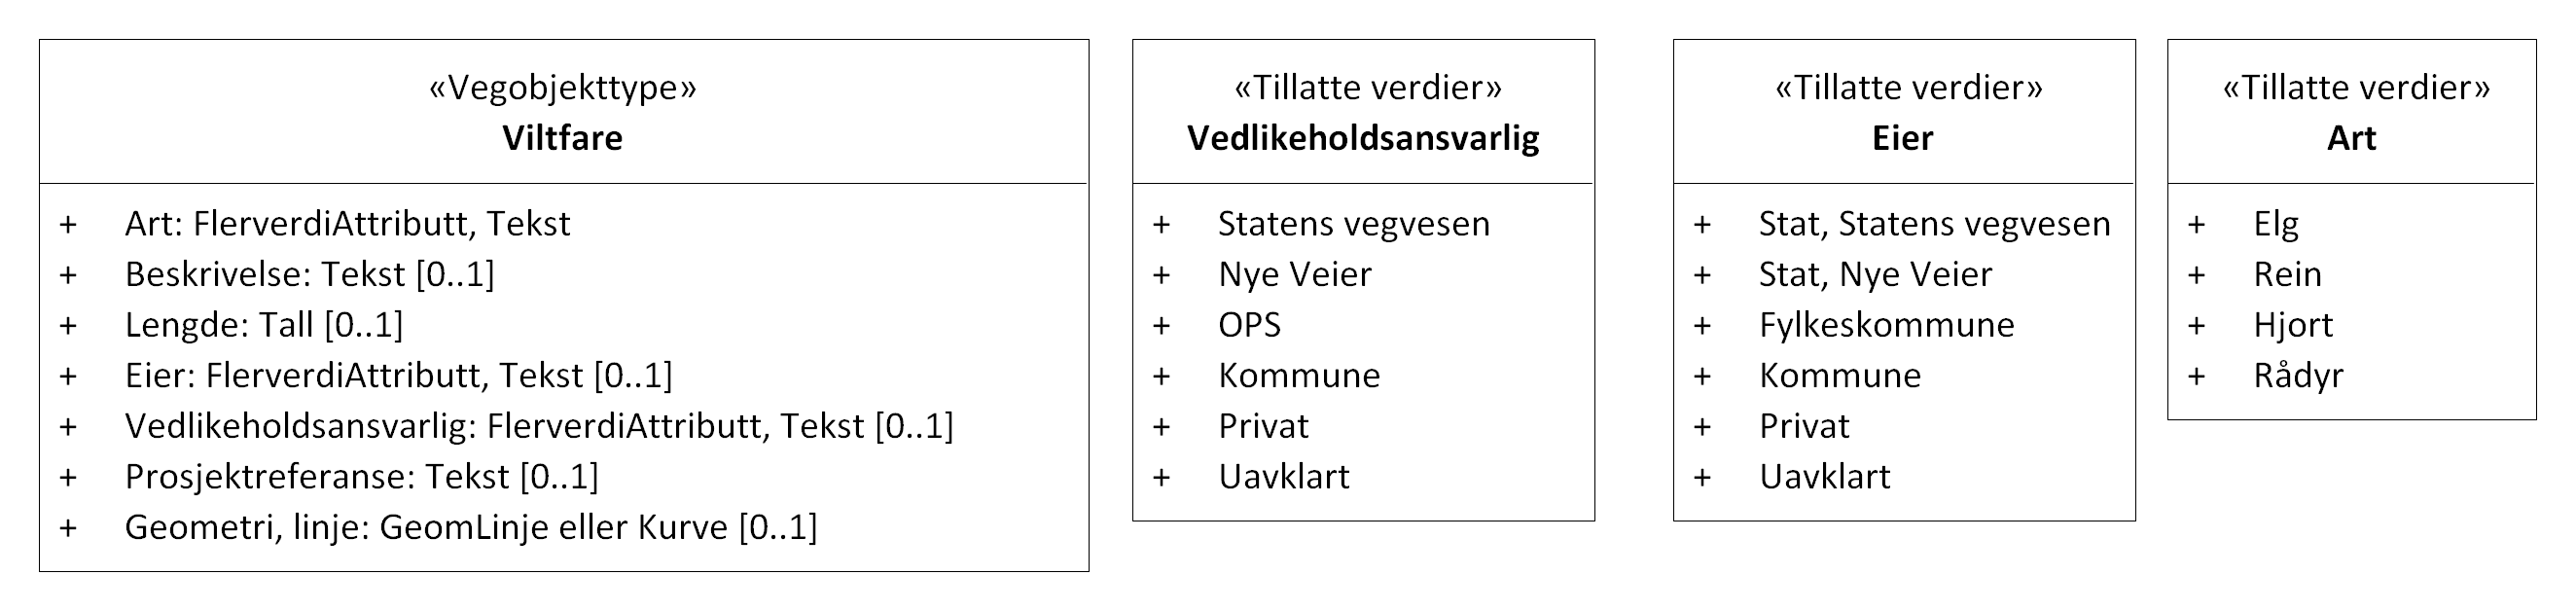 «Vegobjekttype»
Viltfare
+ Art: FlerverdiAttributt, Tekst
+ Beskrivelse: Tekst [0..1]
+ Lengde: Tall [0..1]
+ Eier: FlerverdiAttributt, Tekst [0..1]
+ Vedlikeholdsansvarlig: FlerverdiAttributt, Tekst [0..1]
+ Prosjektreferanse: Tekst [0..1]
+ Geometri, linje: GeomLinje eller Kurve [0..1]
«Tillatte verdier»
Vedlikeholdsansvarlig
+ Statens vegvesen
+ Nye Veier
+ OPS
+ Kommune
+ Privat
+ Uavklart
«Tillatte verdier»
Eier
+ Stat, Statens vegvesen
+ Stat, Nye Veier
+ Fylkeskommune
+ Kommune
+ Privat
+ Uavklart
«Tillatte verdier»
Art
+ Elg
+ Rein
+ Hjort
+ Rådyr